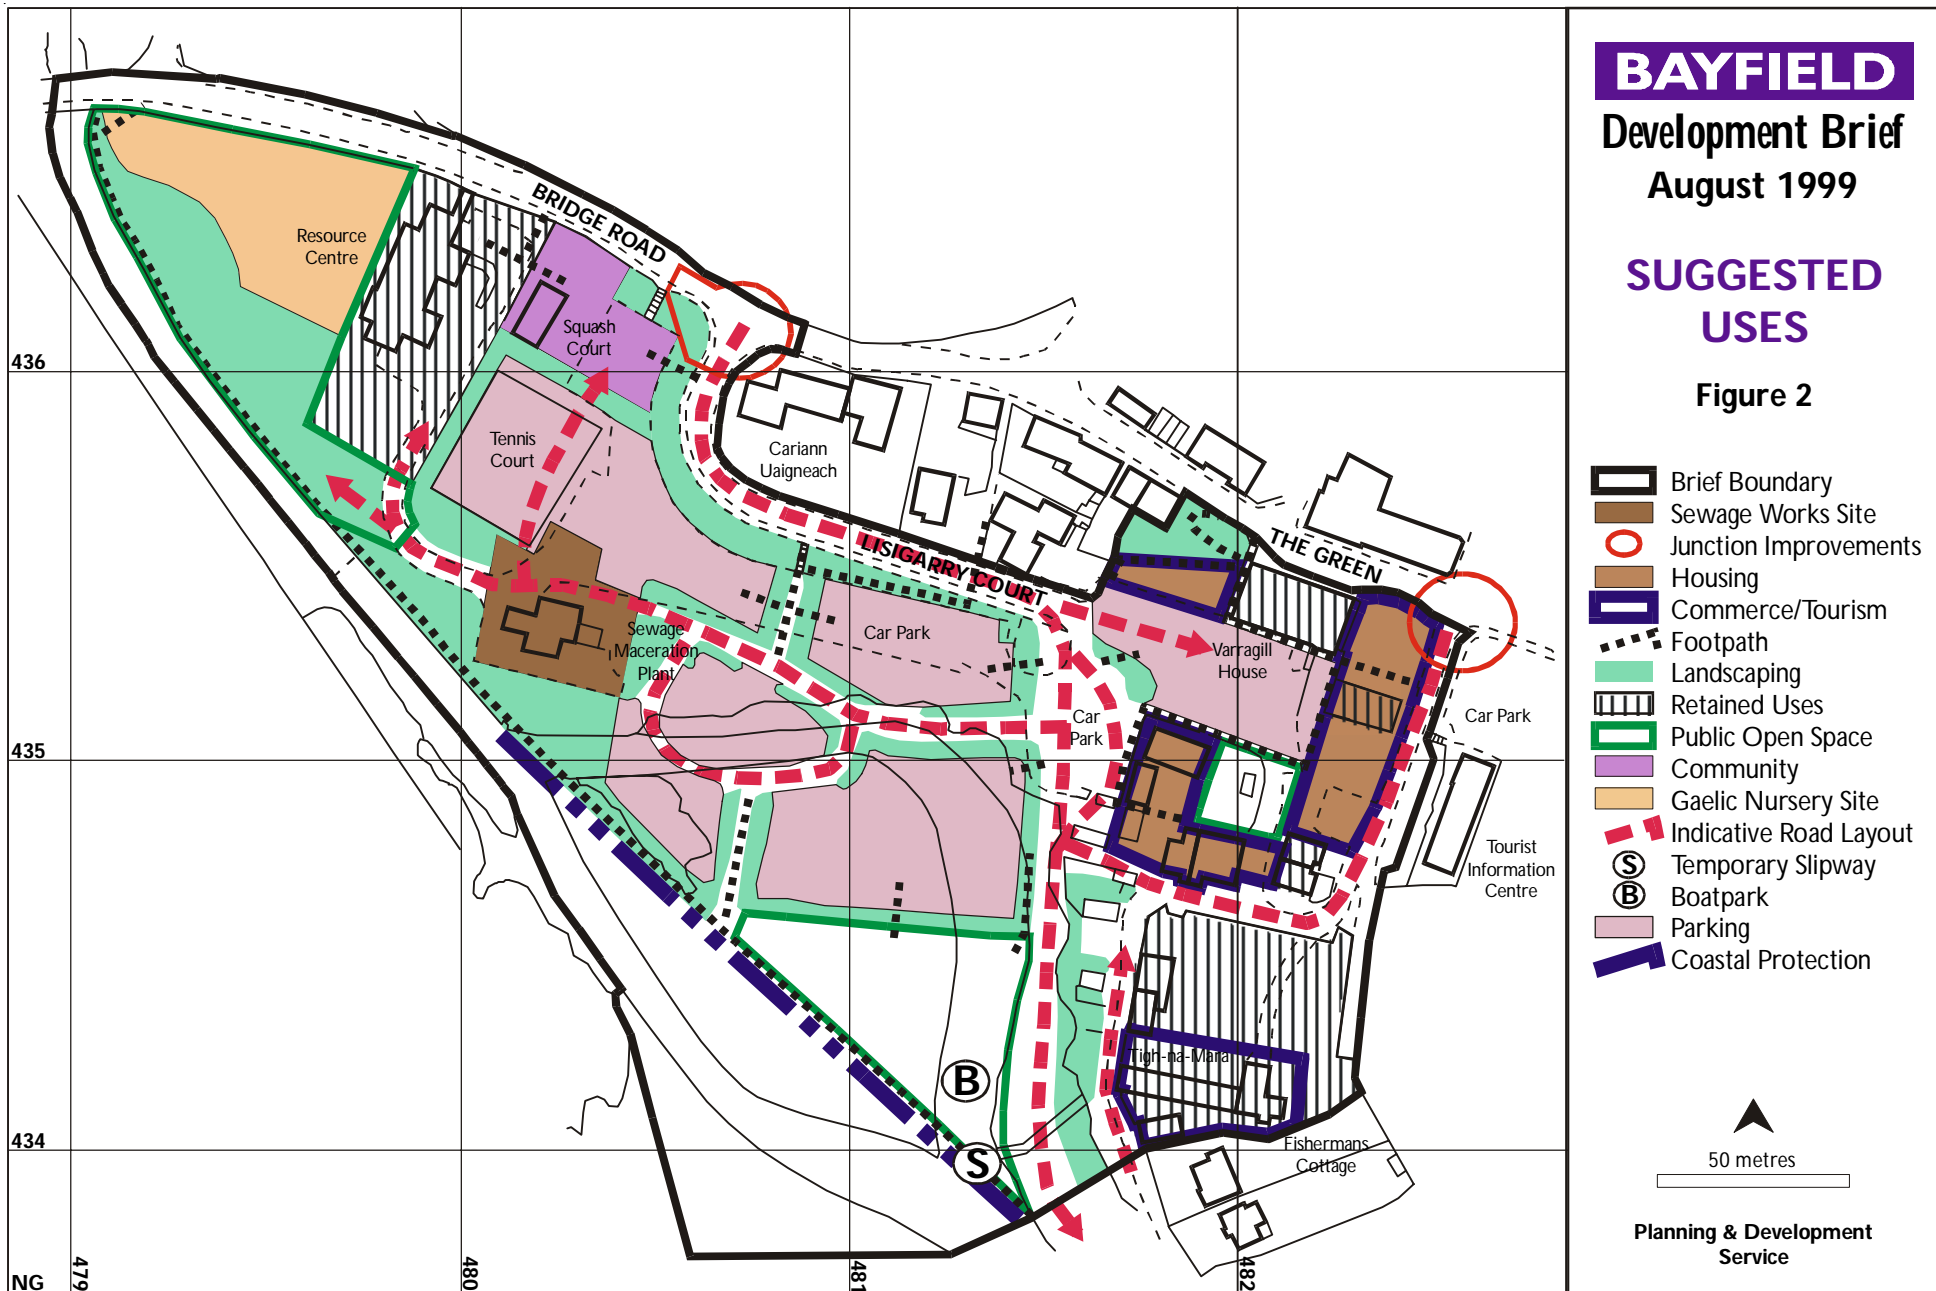 BRIDGE ROAD
Resource
Centre
Squash
Court
436
Tennis
Court
Cariann
Uaigneach
LISIGARRY COURT
THE GREEN
Car Park
Sewage
Maceration
Plant
Varragill
House
Car
Park
Car Park
435
Tourist
Information
Centre
Tigh-na-Mara
B
S
434
Fishermans
Cottage
NG
479
480
481
482
BAYFIELD
Development Brief
August 1999
SUGGESTED
USES
Figure 2
Brief Boundary
Sewage Works Site
Junction Improvements
Housing
Commerce/Tourism
Footpath
Landscaping
Retained Uses
Public Open Space
Community
Gaelic Nursery Site
Indicative Road Layout
S Temporary Slipway
B Boatpark
Parking
Coastal Protection
50 metres
Planning & Development
Service